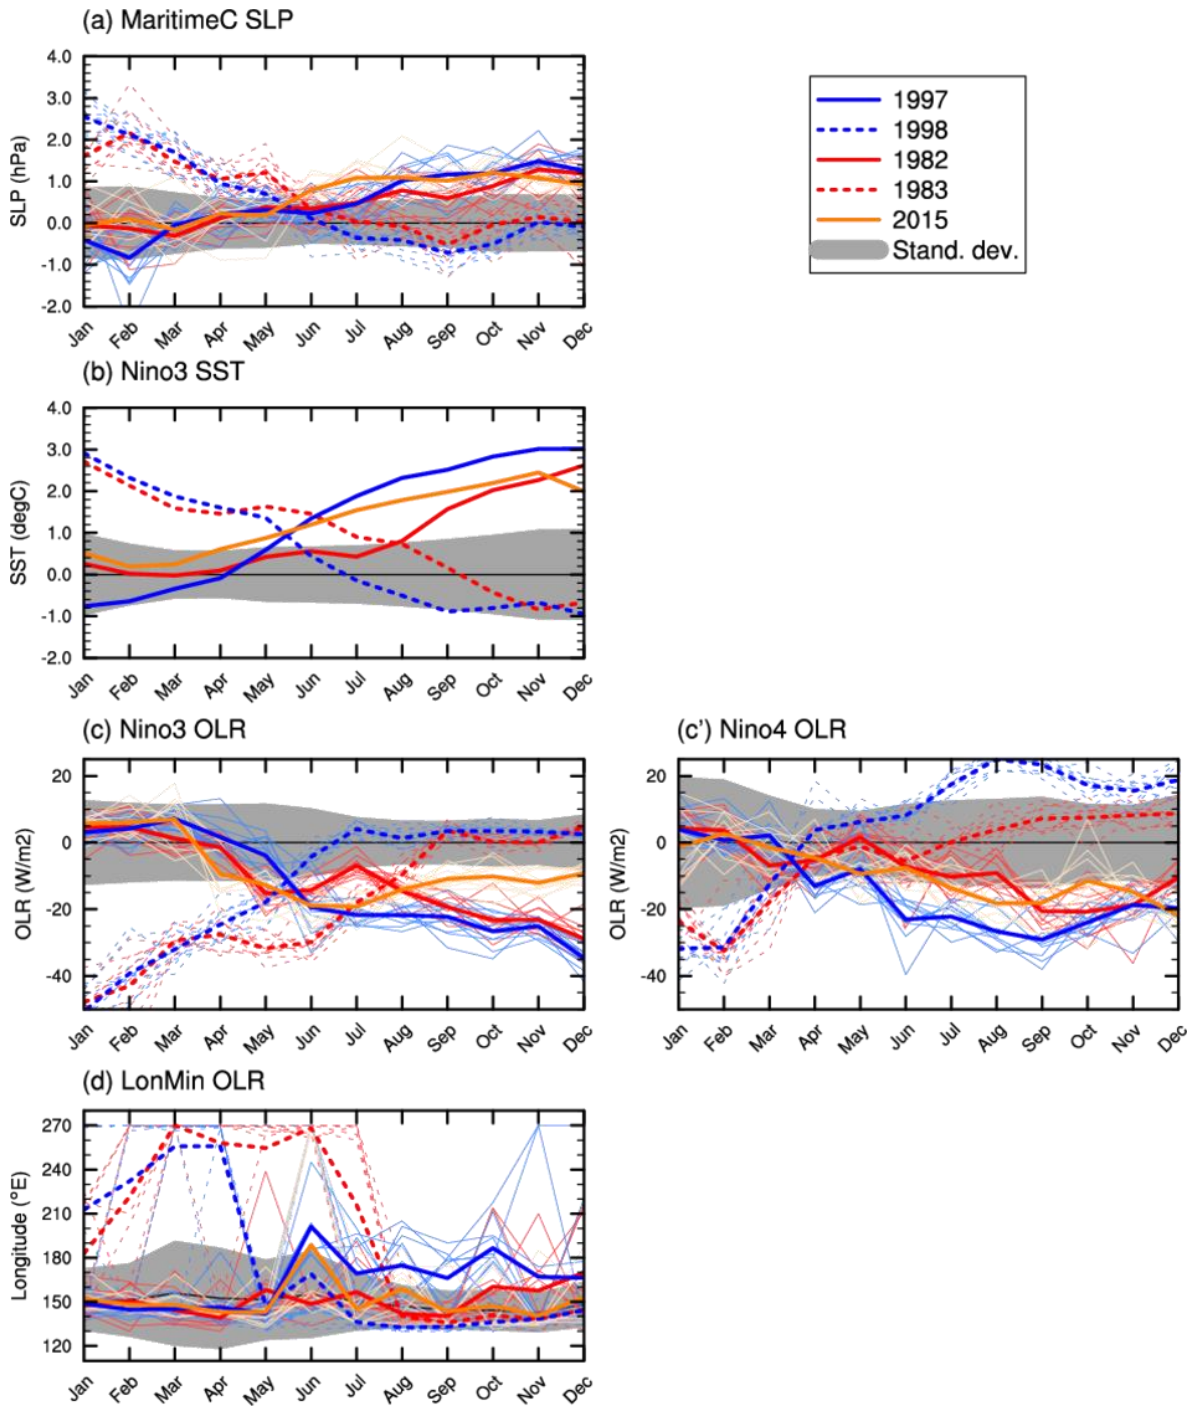 (a) MaritimeC SLP
4.0
3.0
2.0
1.0
0.0
-1.0
-2.0
SLP (hPa)
Jan Feb Mar Apr May Jun Jul Aug Sep Oct Nov Dec
1997
1998
1982
1983
2015
Stand. dev.
(b) Nino3 SST
4.0
3.0
2.0
1.0
0.0
-1.0
-2.0
SST (degC)
Jan Feb Mar Apr May Jun Jul Aug Sep Oct Nov Dec
(c) Nino3 OLR
20
0
-20
-40
OLR (W/m2)
Jan Feb Mar Apr May Jun Jul Aug Sep Oct Nov Dec
(c') Nino4 OLR
20
0
-20
-40
OLR (W/m2)
Jan Feb Mar Apr May Jun Jul Aug Sep Oct Nov Dec
(d) LonMin OLR
270
240
210
180
150
120
Longitude (°E)
Jan Feb Mar Apr May Jun Jul Aug Sep Oct Nov Dec